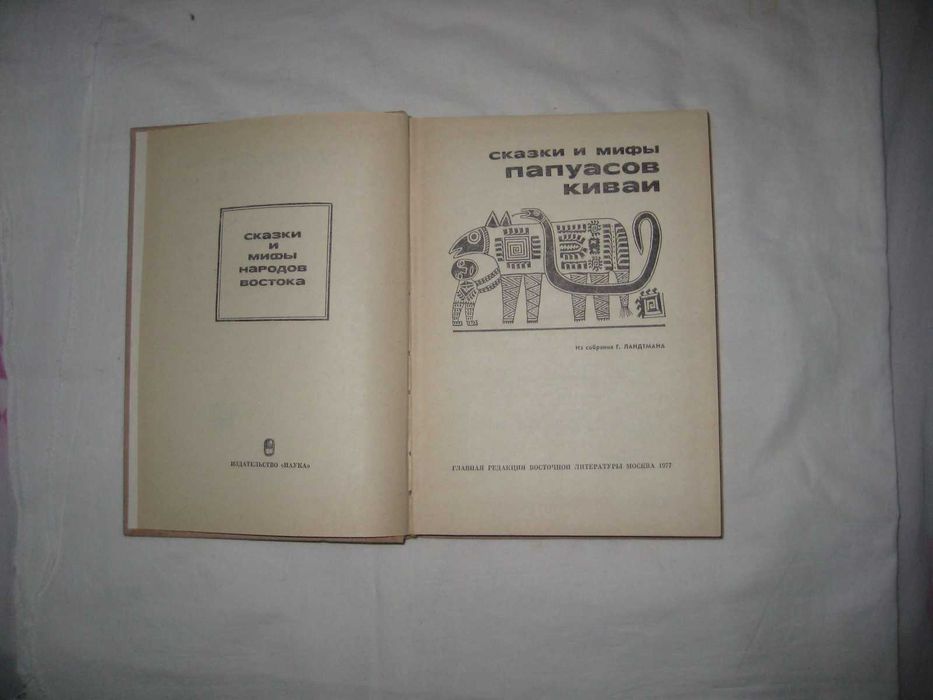 сказки
и
мифы
народов
востока
ИЗДАТЕЛЬСТВО «НАУКА»
сказки и мифы
папуасов
киваи
Из собрания Г. ЛАНДТМАНА
ГЛАВНАЯ РЕДАКЦИЯ ВОСТОЧНОЙ ЛИТЕРАТУРЫ МОСКВА 1977